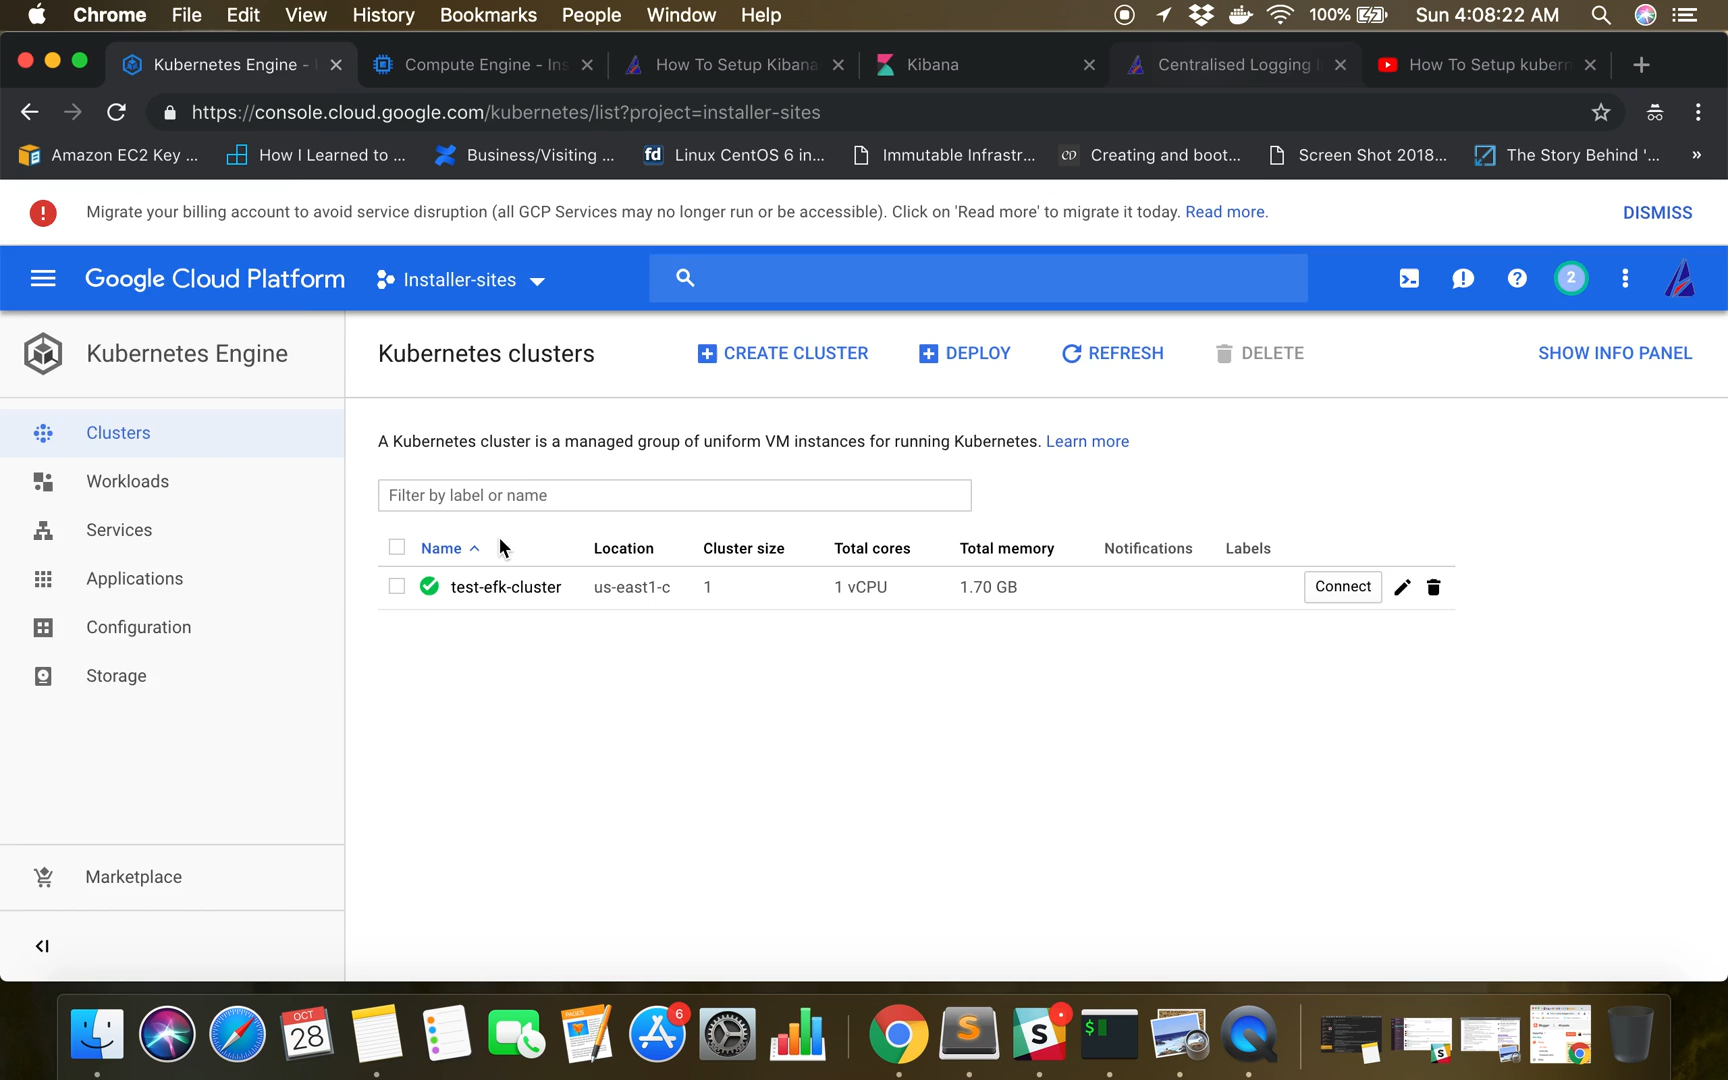 Chrome File Edit View History Bookmarks People Window Help 100% Sun 4:08:22 AM
Kubernetes Engine - Compute Engine - Ins How To Setup Kibana Kibana Centralised Logging How To Setup kubern
https://console.cloud.google.com/kubernetes/list?project=installer-sites
Amazon EC2 Key ... How I Learned to ... Business/Visiting ... fd Linux CentOS 6 in... Immutable Infrastr... CD Creating and boot... Screen Shot 2018... The Story Behind '... »
Migrate your billing account to avoid service disruption (all GCP Services may no longer run or be accessible). Click on 'Read more' to migrate it today. Read more. DISMISS
Google Cloud Platform Installer-sites 2
Kubernetes Engine
Kubernetes clusters CREATE CLUSTER DEPLOY REFRESH DELETE SHOW INFO PANEL
Clusters
Workloads
Services
Applications
Configuration
Storage
Marketplace
A Kubernetes cluster is a managed group of uniform VM instances for running Kubernetes. Learn more
Filter by label or name
Name Location Cluster size Total cores Total memory Notifications Labels
test-efk-cluster us-east1-c 1 1 vCPU 1.70 GB Connect
OCT
28
PAGES
6
S
S
$